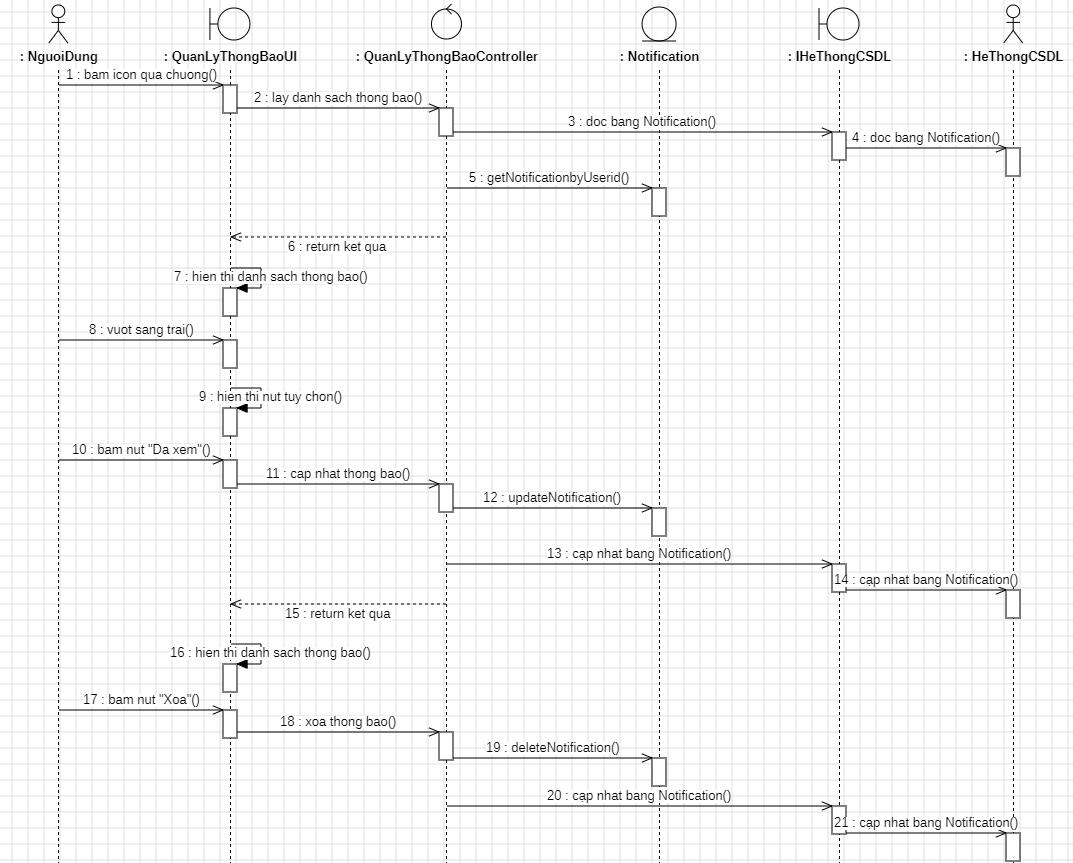 : NguoiDung
: QuanLyThongBaoUI
: QuanLyThongBaoController
: Notification
: IHeThongCSDL
: HeThongCSDL
1 : bam icon qua chuong()
2 : lay danh sach thong bao()
3 : doc bang Notification()
4 : doc bang Notification()
5 : getNotificationbyUserid()
6 : return ket qua
7 : hien thi danh sach thong bao()
8 : vuot sang trai()
9 : hien thi nut tuy chon()
10 : bam nut "Da xem"()
11 : cap nhat thong bao()
12 : updateNotification()
13 : cap nhat bang Notification()
14 : cap nhat bang Notification()
15 : return ket qua
16 : hien thi danh sach thong bao()
17 : bam nut "Xoa"()
18 : xoa thong bao()
19 : deleteNotification()
20 : cap nhat bang Notification()
21 : cap nhat bang Notification()